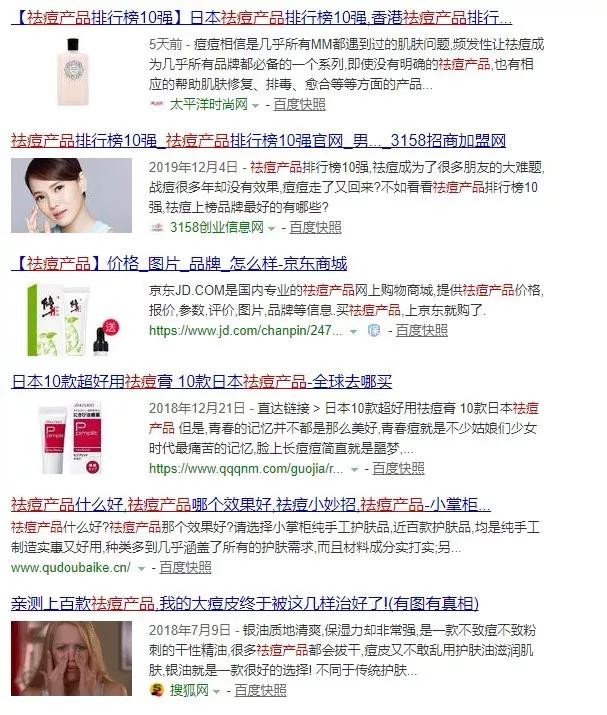 【祛痘产品排行榜10强】日本祛痘产品排行榜10强,香港祛痘产品排行...
5天前 - 痘痘相信是几乎所有MM都遇到过的肌肤问题,频发性让祛痘成
为几乎所有品牌都必备的一个系列,即使没有明确的祛痘产品,也有相
应的帮助肌肤修复、排毒、愈合等等方面的产品...
太平洋时尚网 - 百度快照
祛痘产品排行榜10强_祛痘产品排行榜10强官网_男..._3158招商加盟网
2019年12月4日 - 祛痘产品排行榜10强,祛痘成为了很多朋友的大难题,
战痘很多年却没有效果,痘痘走了又回来?不如看看祛痘产品排行榜10
强,祛痘上榜品牌最好的有哪些?
3158创业信息网 - 百度快照
【祛痘产品】价格_图片_品牌_怎么样-京东商城
京东JD.COM是国内专业的祛痘产品网上购物商城,提供祛痘产品价格,
报价,参数,评价,图片,品牌等信息.买祛痘产品,上京东就购了.
送
https://www.jd.com/chanpin/247... 保 - 百度快照
日本10款超好用祛痘膏 10款日本祛痘产品-全球去哪买
2018年12月21日 - 直达链接 > 日本10款超好用祛痘膏 10款日本祛痘
产品 但是,青春的记忆并不都是那么美好,青春痘就是不少姑娘们少女
时代最痛苦的记忆,脸上长痘痘简直就是噩梦,...
Pimplit
https://www.qqqnm.com/guojia/r... - 百度快照
祛痘产品什么好,祛痘产品哪个效果好,祛痘小妙招,祛痘产品-小掌柜...
祛痘产品什么好?祛痘产品那个效果好?请选择小掌柜纯手工护肤品,近百款护肤品,均是纯手工
制造实惠又好用,种类多到几乎涵盖了所有的护肤需求,而且材料成分实打实;另...
www.qudoubaike.cn/ - 百度快照
亲测上百款祛痘产品,我的大痘皮终于被这几样治好了!(有图有真相)
2018年7月9日 - 银油质地清爽,保湿力却非常强,是一款不致痘不致粉
刺的干性精油,很多祛痘产品都会拔干,痘皮又不敢乱用护肤油滋润肌
肤,银油就是一款很好的选择! 不同于传统护肤...
搜狐网 - 百度快照